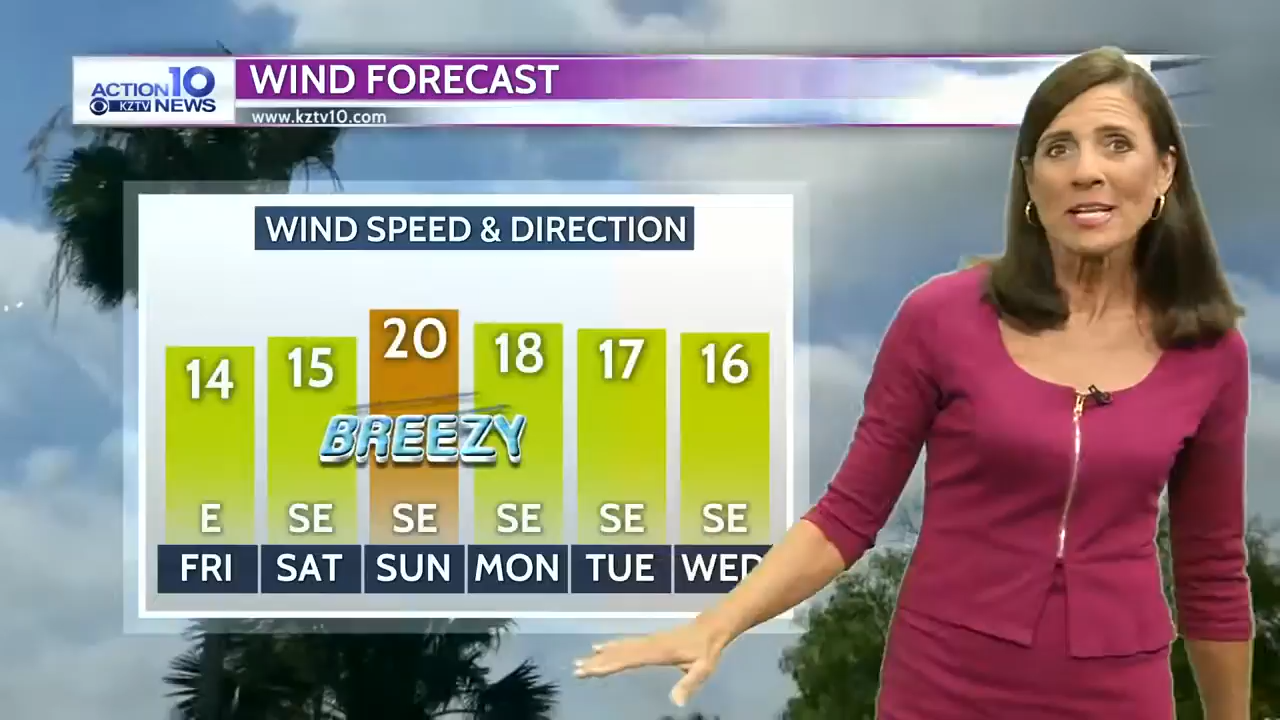 ACTION 10
KZTV NEWS
WIND FORECAST
www.kztv10.com
WIND SPEED & DIRECTION
14 15 20 18 17 16
BREEZY
E SE SE SE SE SE
FRI SAT SUN MON TUE WED